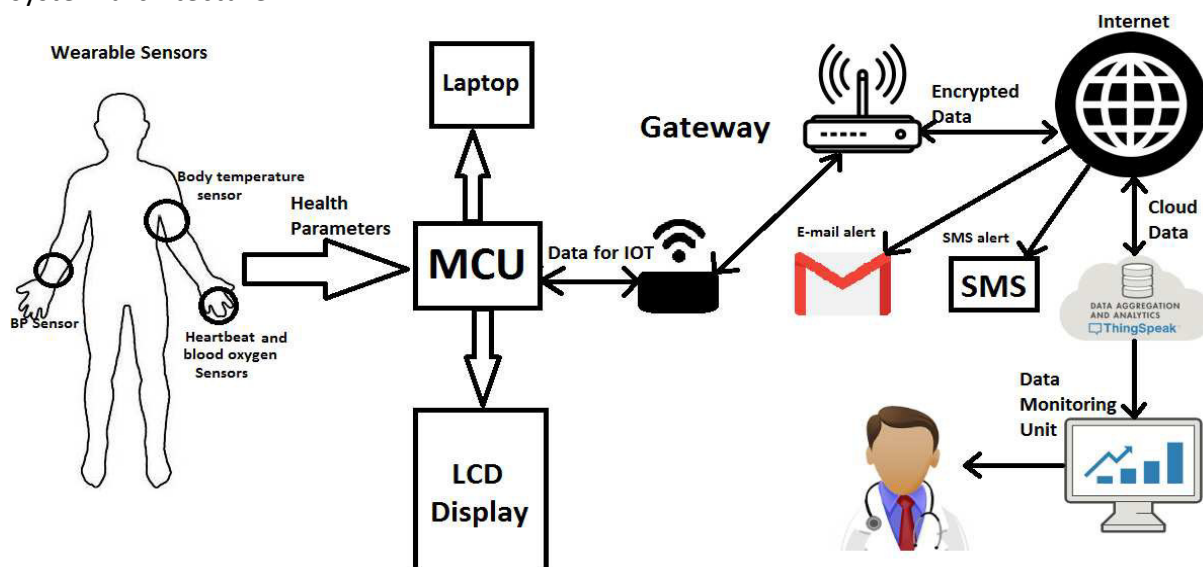 Wearable Sensors
Body temperature
sensor
BP Sensor
Heartbeat and
blood oxygen
Sensors
Health
Parameters
Laptop
MCU
LCD
Display
Data for IOT
Gateway
Encrypted
Data
Internet
E-mail alert
SMS alert
SMS
Cloud
Data
DATA AGGREGATION
AND ANALYTICS
ThingSpeak
Data
Monitoring
Unit